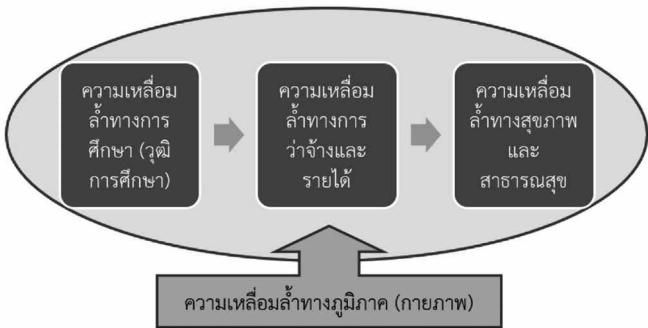 ความเหลื่อม
ล้ำทางการ
ศึกษา (วุฒิ
การศึกษา)
ความเหลื่อม
ล้ำทางการ
ว่าจ้างและ
รายได้
ความเหลื่อม
ล้ำทางสุขภาพ
และ
สาธารณสุข
ความเหลื่อมล้ำทางภูมิภาค (กายภาพ)